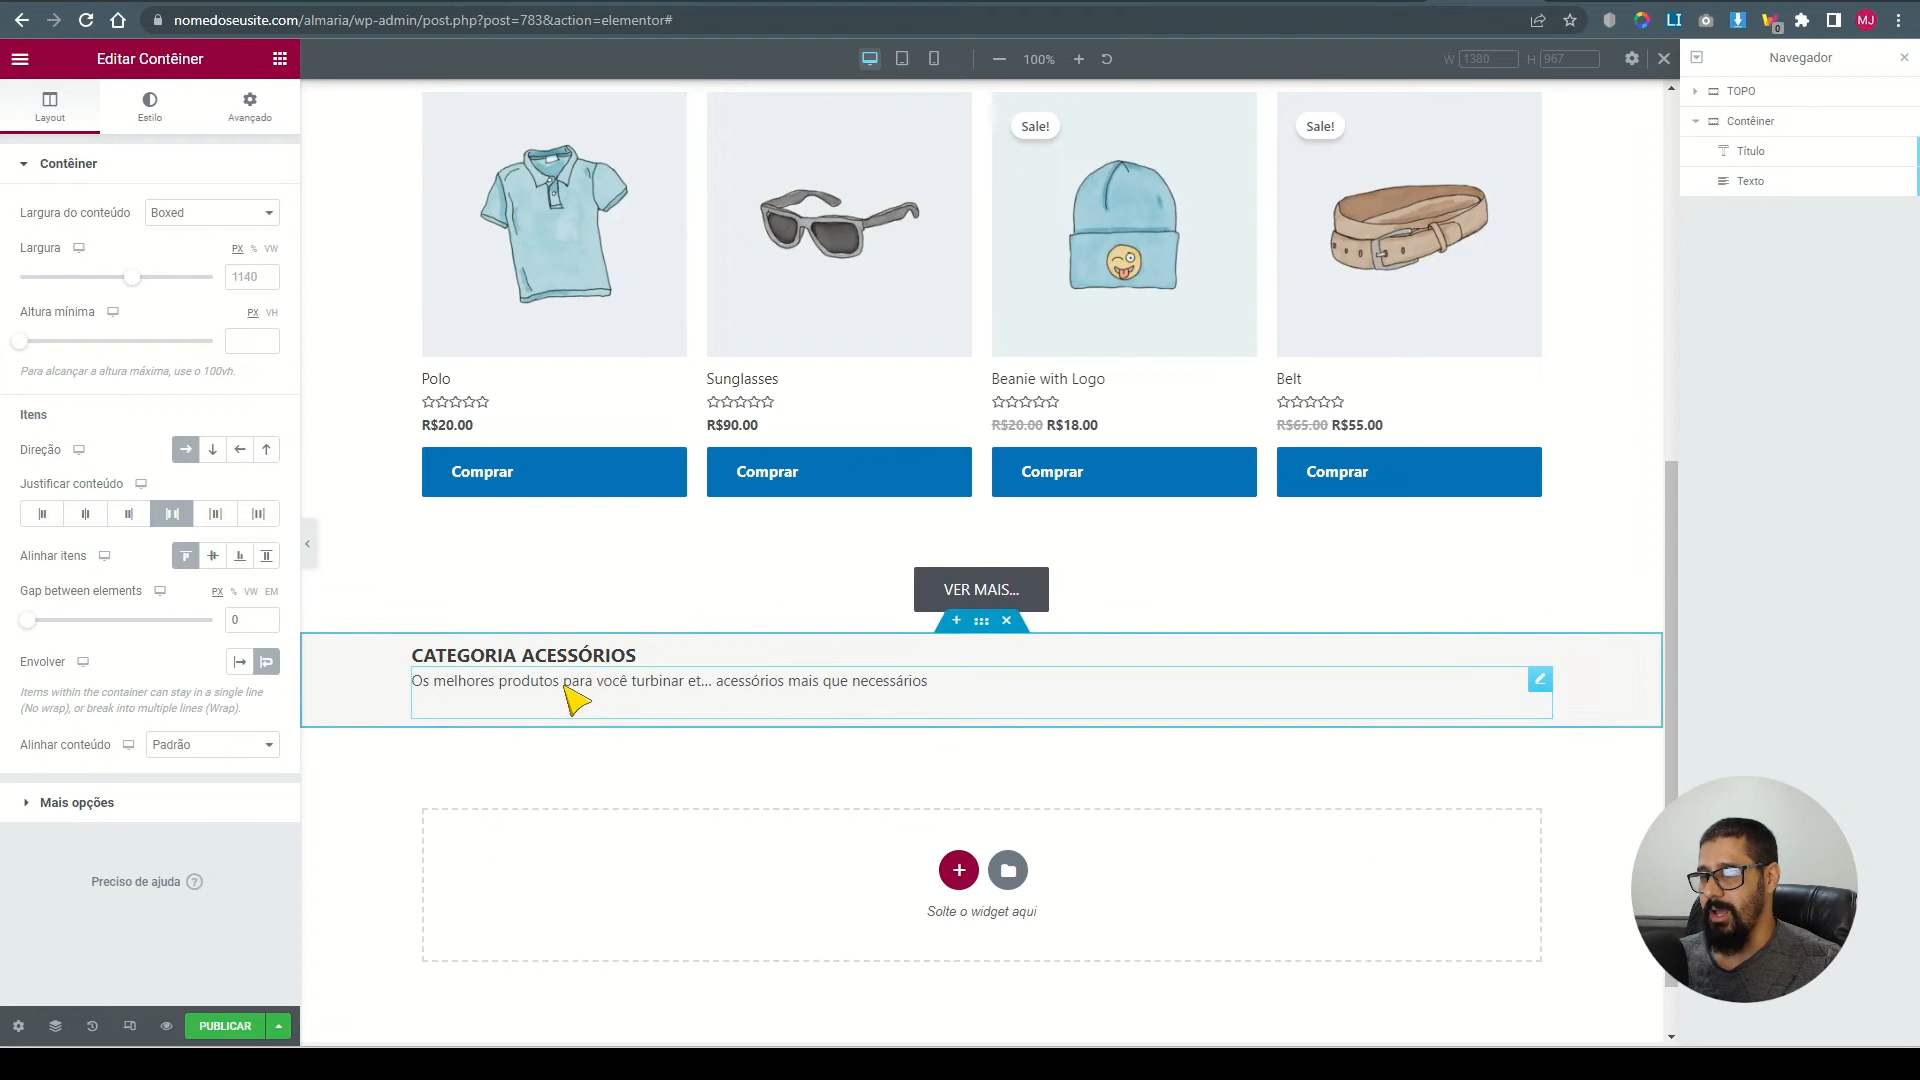 nomedoseusite.com/almaria/wp-admin/post.php?post=783&action=elementor#
LI
0
MJ
Editar Contêiner
100%
W 1380 H 967
Navegador
Layout
Estilo
Avançado
TOPO
Contêiner
Título
Texto
Contêiner
Largura do conteúdo
Boxed
Largura
PX % VW
1140
Altura mínima
PX VH
Para alcançar a altura máxima, use o 100vh.
Itens
Direção
Justificar conteúdo
Alinhar itens
Gap between elements
PX % VW EM
0
Envolver
Items within the container can stay in a single line
(No wrap), or break into multiple lines (Wrap).
Alinhar conteúdo
Padrão
Mais opções
Preciso de ajuda ?
PUBLICAR
Sale!
Sale!
Polo
R$20.00
Comprar
Sunglasses
R$90.00
Comprar
Beanie with Logo
R$20.00 R$18.00
Comprar
Belt
R$65.00 R$55.00
Comprar
VER MAIS...
CATEGORIA ACESSÓRIOS
Os melhores produtos para você turbinar et... acessórios mais que necessários
Solte o widget aqui